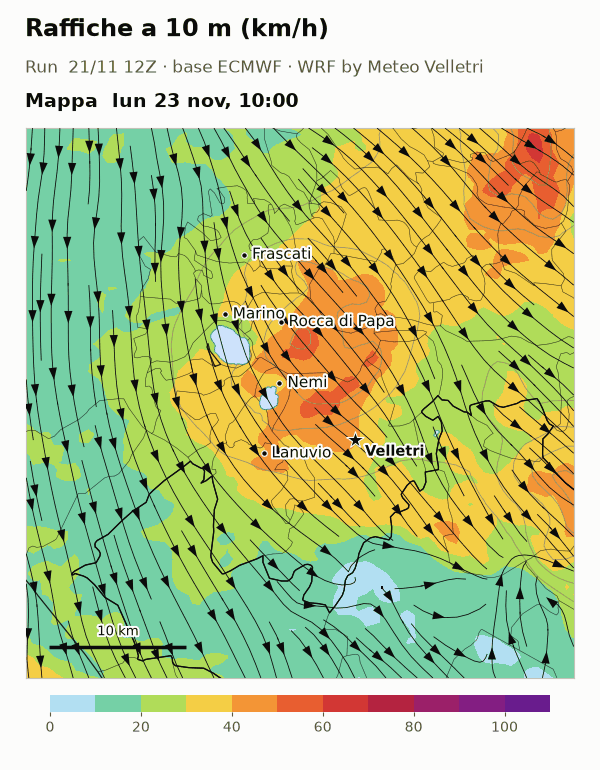 Raffiche a 10 m (km/h)
Run  21/11 12Z · base ECMWF · WRF by Meteo Velletri
Mappa  lun 23 nov, 10:00
Frascati
Marino
Rocca di Papa
Nemi
Lanuvio
Velletri
10 km
0 20 40 60 80 100